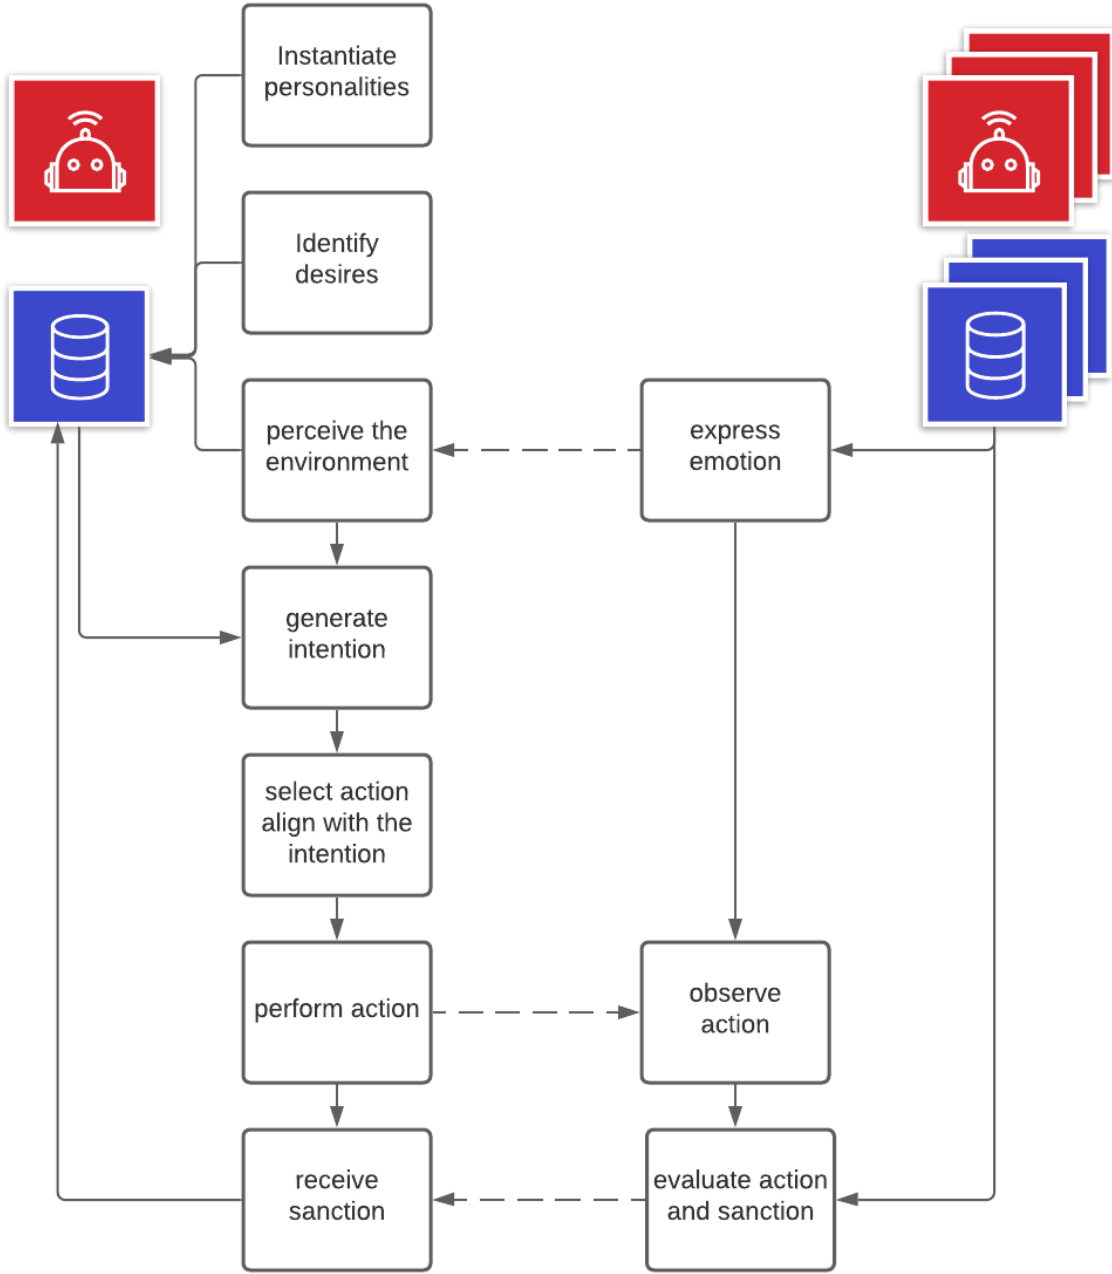 Instantiate
personalities
Identify
desires
perceive the
environment
express
emotion
generate
intention
select action
align with the
intention
perform action
observe
action
receive
sanction
evaluate action
and sanction